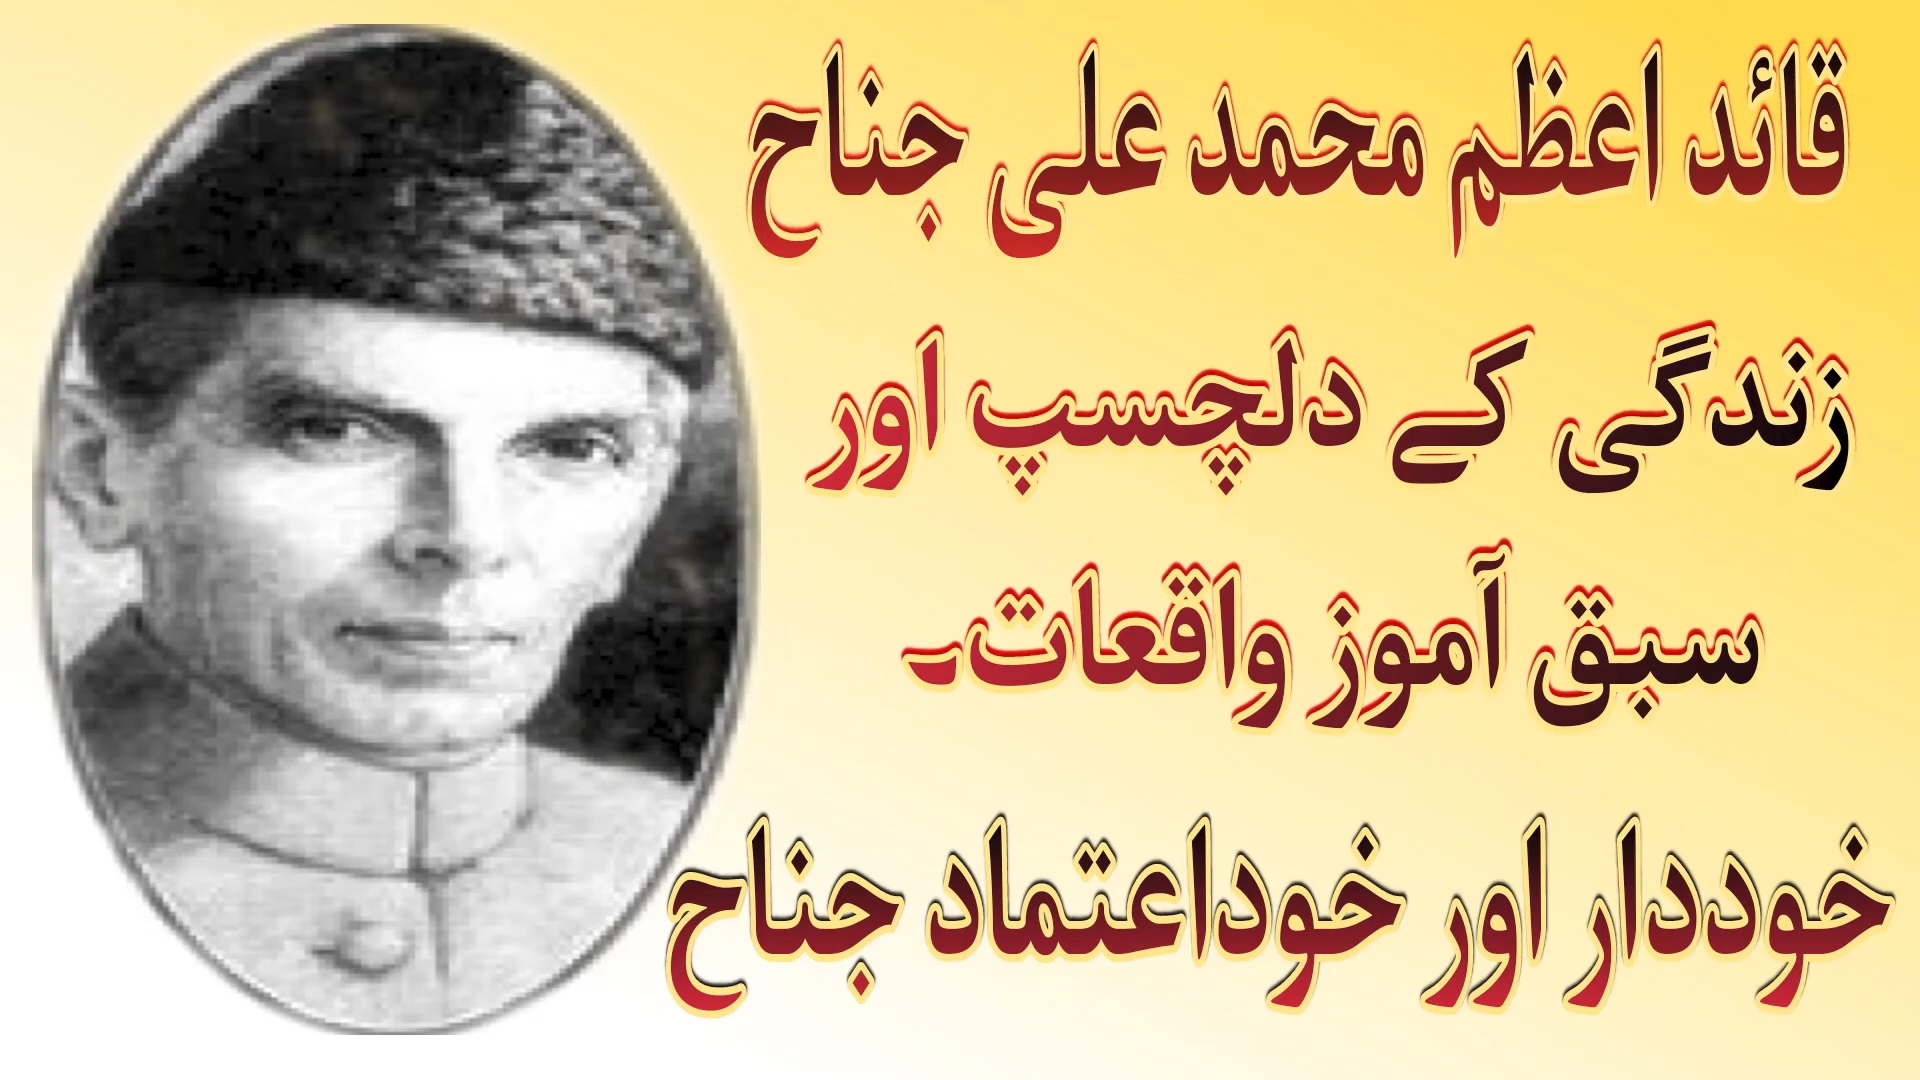 قائد اعظم محمد علی جناح
زندگی کے دلچسپ اور
سبق آموز واقعات۔
خوددار اور خوداعتماد جناح